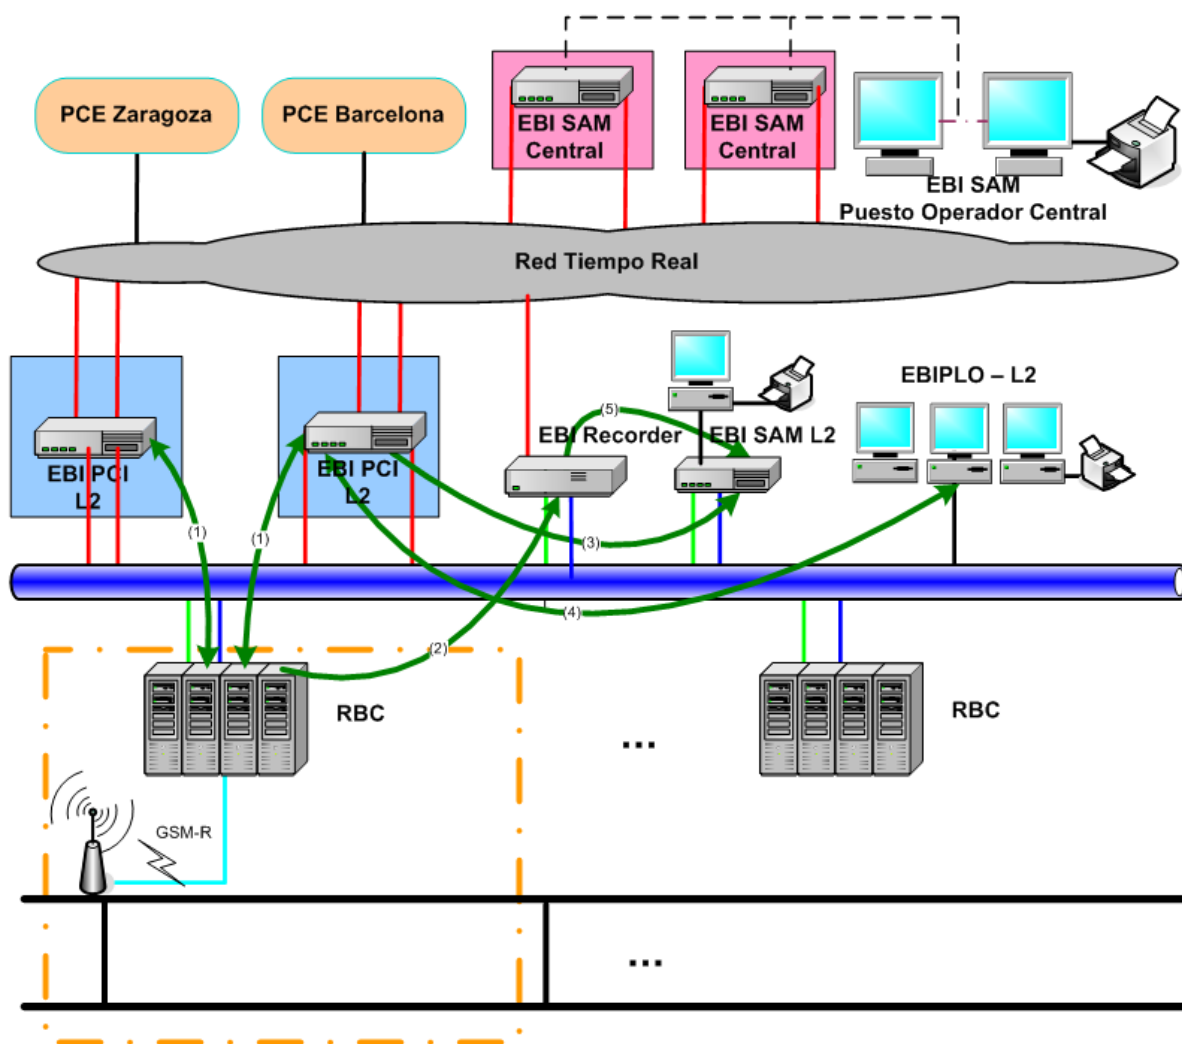 PCE Zaragoza
PCE Barcelona
EBI SAM
Central
EBI SAM
Central
EBI SAM
Puesto Operador Central
Red Tiempo Real
EBIPLO – L2
(5)
EBI Recorder
EBI SAM L2
EBI PCI
L2
EBI PCI
L2
(1)
(1)
(3)
(4)
(2)
RBC
RBC
...
GSM-R
...